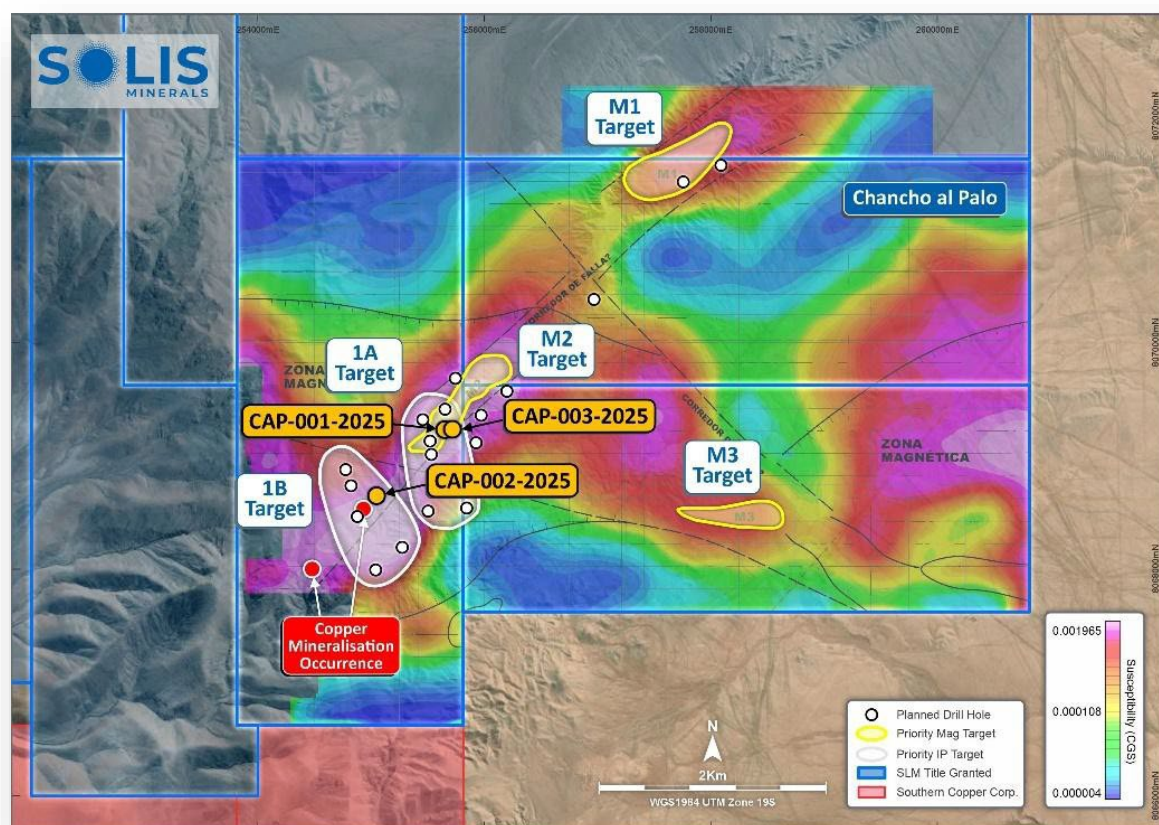 SOLIS
MINERALS
254000mE
256000mE
258000mE
260000mE
8072000mN
8070000mN
8068000mN
8066000mN
M1
Target
M1
Chancho al Palo
CORREDOR DE FALLA?
M2
Target
1A
Target
ZONA
CAP-001-2025
CAP-003-2025
CORREDOR
CAP-002-2025
M3
Target
M3
ZONA
MAGNÉTICA
1B
Target
Copper
Mineralisation
Occurrence
N
2Km
WGS1984 UTM Zone 19S
Planned Drill Hole
Priority Mag Target
Priority IP Target
SLM Title Granted
Southern Copper Corp.
0.001965
0.000108
0.000004
Susceptibility (CGS)